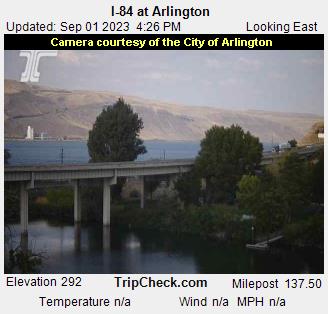 I-84 at Arlington
Updated: Sep 01 2023 4:26 PM Looking East
Camera courtesy of the City of Arlington
Elevation 292 TripCheck.com Milepost 137.50
Temperature n/a Wind n/a MPH n/a